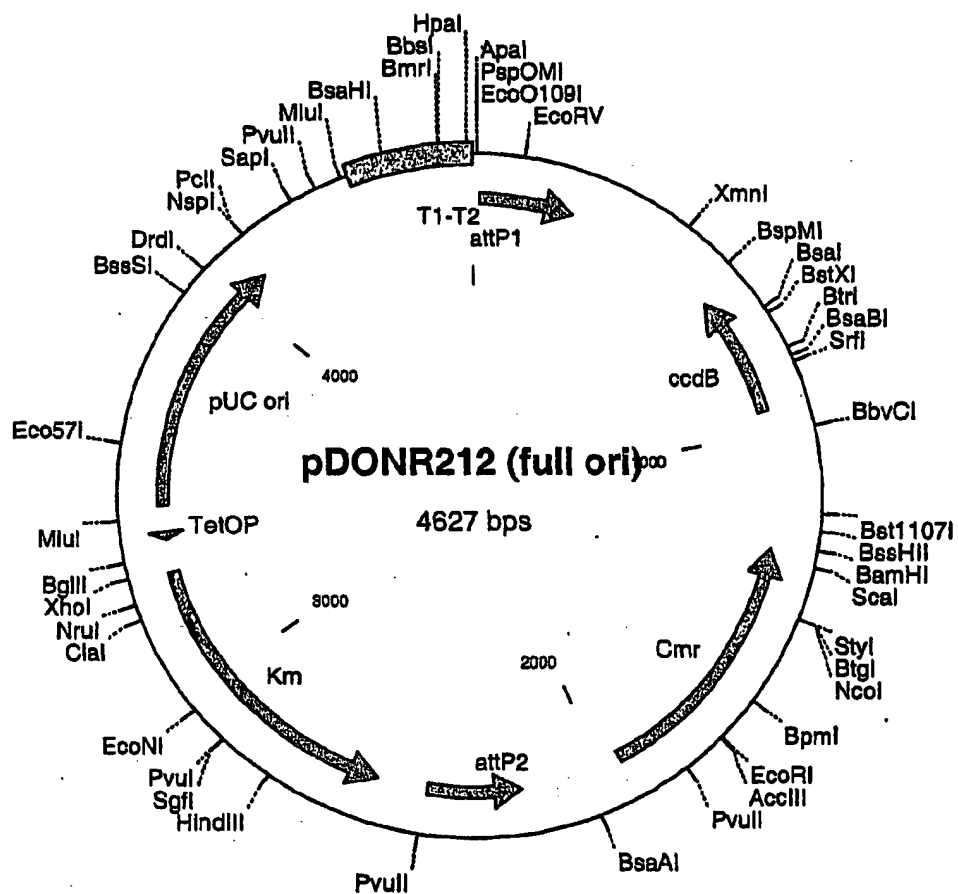 HpaI
BbsI
BmrI
BsaHI
MluI
PvuII
SapI
PciI
NspI
DrdI
BssSI
ApaI
PspOMI
EcoO109I
EcoRV
XmnI
BspMI
BsaI
BstXI
BtrI
BsaBI
SrfI
BbvCI
T1-T2
attP1
4000
pUC ori
ccdB
Eco57I
pDONR212 (full ori)
000
4627 bps
MluI
TetOP
BglII
XhoI
NruI
ClaI
Bst1107I
BssHII
BamHI
ScaI
3000
Km
2000
Cmr
StyI
BtgI
NcoI
EcoNI
PvuI
SgfI
HindIII
attP2
BpmI
EcoRI
AccIII
PvuII
BsaAI
PvuII